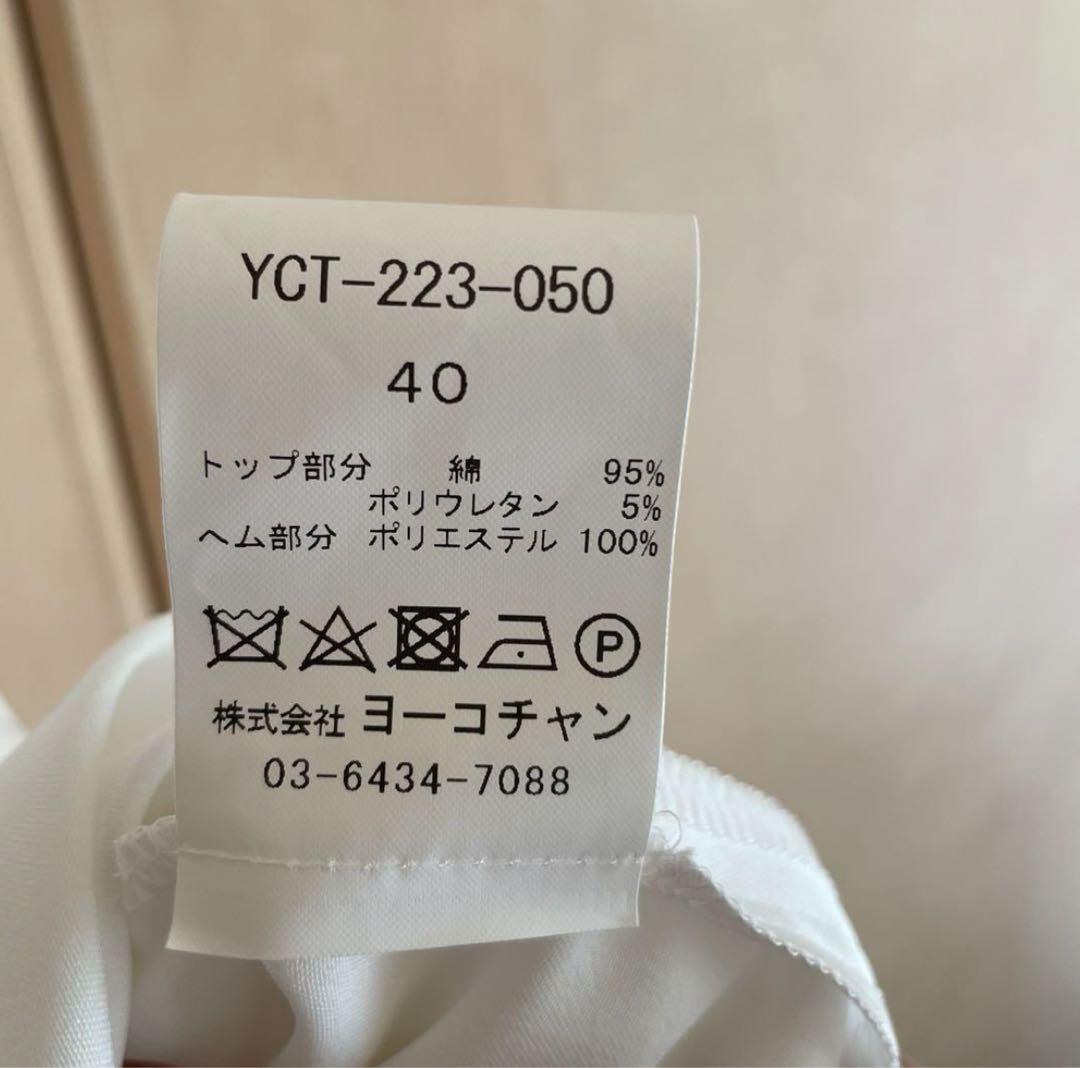 YCT-223-050
40
トップ部分 綿 95%
ポリウレタン 5%
ヘム部分 ポリエステル 100%
P
株式会社 ヨーコチャン
03-6434-7088